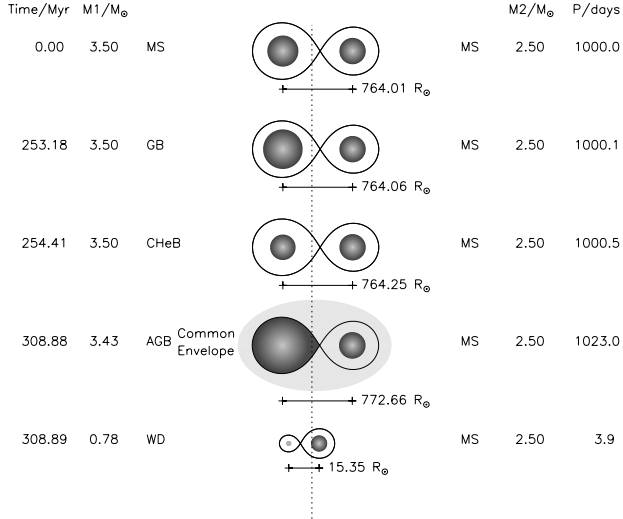 Time/Myr M1/M☉ M2/M☉ P/days
0.00 3.50 MS MS 2.50 1000.0
764.01 R☉
253.18 3.50 GB MS 2.50 1000.1
764.06 R☉
254.41 3.50 CHeB MS 2.50 1000.5
764.25 R☉
308.88 3.43 AGB Common Envelope MS 2.50 1023.0
772.66 R☉
308.89 0.78 WD MS 2.50 3.9
15.35 R☉